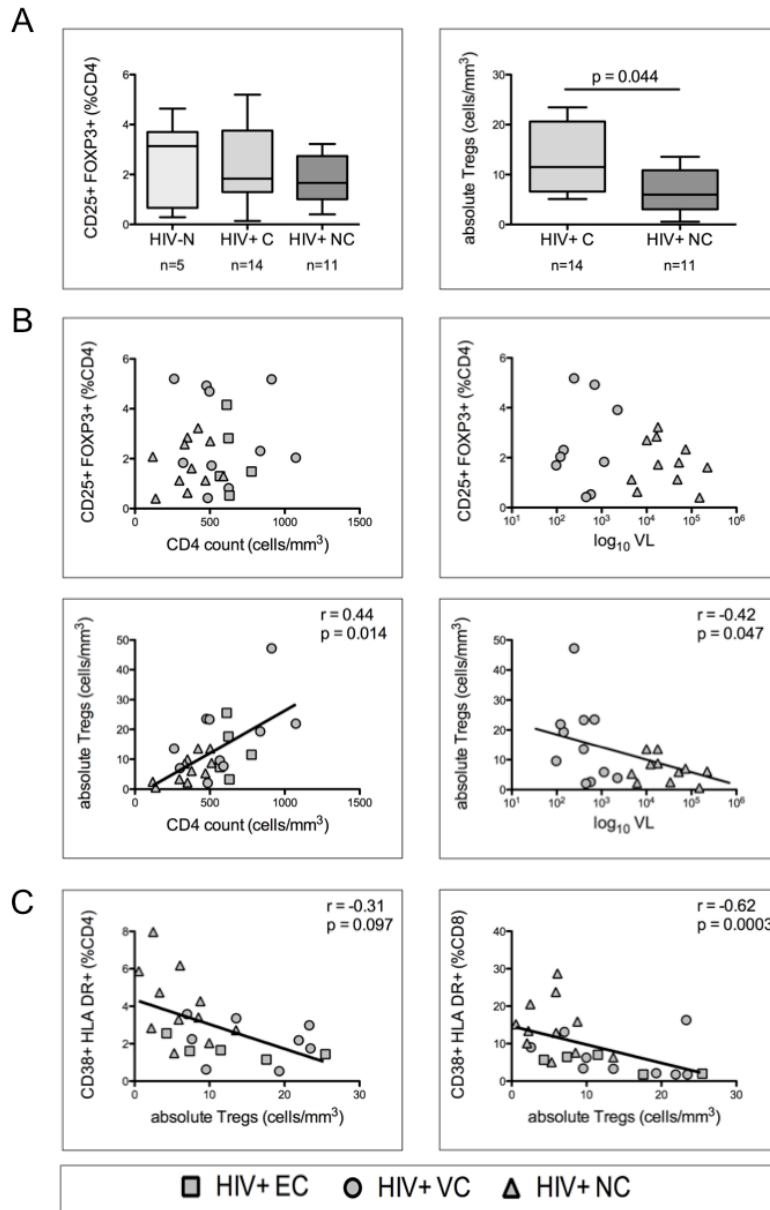 A
CD25+ FOXP3+ (%CD4)
6
4
2
0
HIV-N HIV+ C HIV+ NC
n=5 n=14 n=11
absolute Tregs (cells/mm³)
30
20
10
0
p = 0.044
HIV+ C HIV+ NC
n=14 n=11
B
CD25+ FOXP3+ (%CD4)
6
4
2
0
0 500 1000 1500
CD4 count (cells/mm³)
CD25+ FOXP3+ (%CD4)
6
4
2
0
10¹ 10² 10³ 10⁴ 10⁵ 10⁶
log₁₀ VL
r = 0.44
p = 0.014
absolute Tregs (cells/mm³)
50
40
30
20
10
0
0 500 1000 1500
CD4 count (cells/mm³)
r = -0.42
p = 0.047
absolute Tregs (cells/mm³)
50
40
30
20
10
0
10¹ 10² 10³ 10⁴ 10⁵ 10⁶
log₁₀ VL
C
r = -0.31
p = 0.097
CD38+ HLA DR+ (%CD4)
8
6
4
2
0
0 10 20 30
absolute Tregs (cells/mm³)
r = -0.62
p = 0.0003
CD38+ HLA DR+ (%CD8)
40
30
20
10
0
0 10 20 30
absolute Tregs (cells/mm³)
HIV+ EC HIV+ VC HIV+ NC